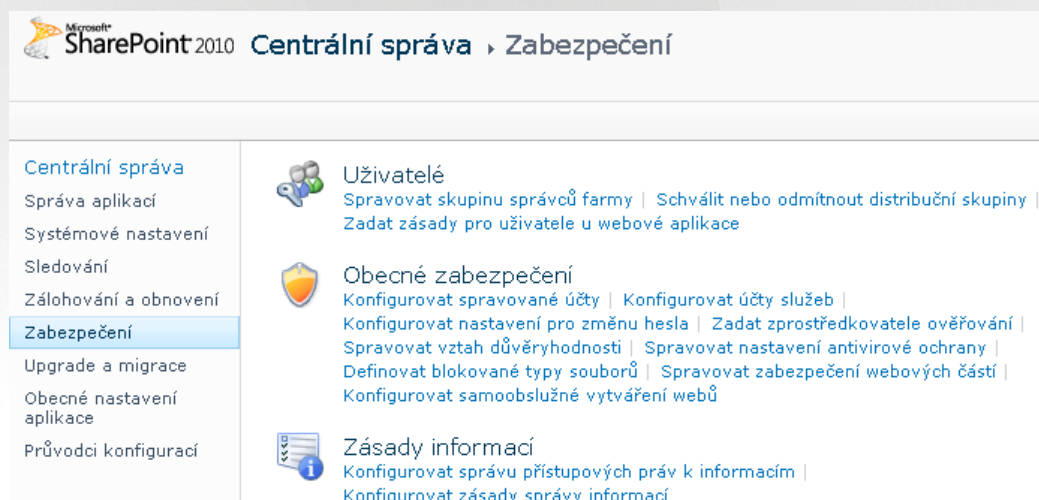 Microsoft®
SharePoint 2010 Centrální správa ▸ Zabezpečení
Centrální správa
Správa aplikací
Systémové nastavení
Sledování
Zálohování a obnovení
Zabezpečení
Upgrade a migrace
Obecné nastavení
aplikace
Průvodci konfigurací
Uživatelé
Spravovat skupinu správců farmy | Schválit nebo odmítnout distribuční skupiny |
Zadat zásady pro uživatele u webové aplikace
Obecné zabezpečení
Konfigurovat spravované účty | Konfigurovat účty služeb |
Konfigurovat nastavení pro změnu hesla | Zadat zprostředkovatele ověřování |
Spravovat vztah důvěryhodnosti | Spravovat nastavení antivirové ochrany |
Definovat blokované typy souborů | Spravovat zabezpečení webových částí |
Konfigurovat samoobslužné vytváření webů
Zásady informací
Konfigurovat správu přístupových práv k informacím |
Konfigurovat zásady správy informací